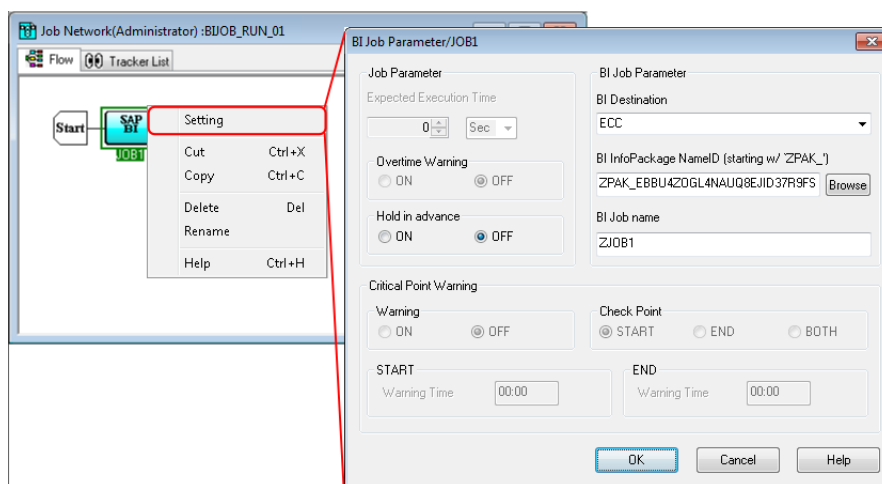 Job Network(Administrator) :BIJOB_RUN_01
Flow
Tracker List
Start
SAP
BI
JOB1
Setting
Cut Ctrl+X
Copy Ctrl+C
Delete Del
Rename
Help Ctrl+H
BI Job Parameter/JOB1
Job Parameter
Expected Execution Time
0 Sec
Overtime Warning
ON OFF
Hold in advance
ON OFF
BI Job Parameter
BI Destination
ECC
BI InfoPackage NameID (starting w/ 'ZPAK_')
ZPAK_EBBU4ZOGL4NAUQ8EJID37R9FS Browse
BI Job name
ZJOB1
Critical Point Warning
Warning
ON OFF
Check Point
START END BOTH
START
Warning Time 00:00
END
Warning Time 00:00
OK Cancel Help